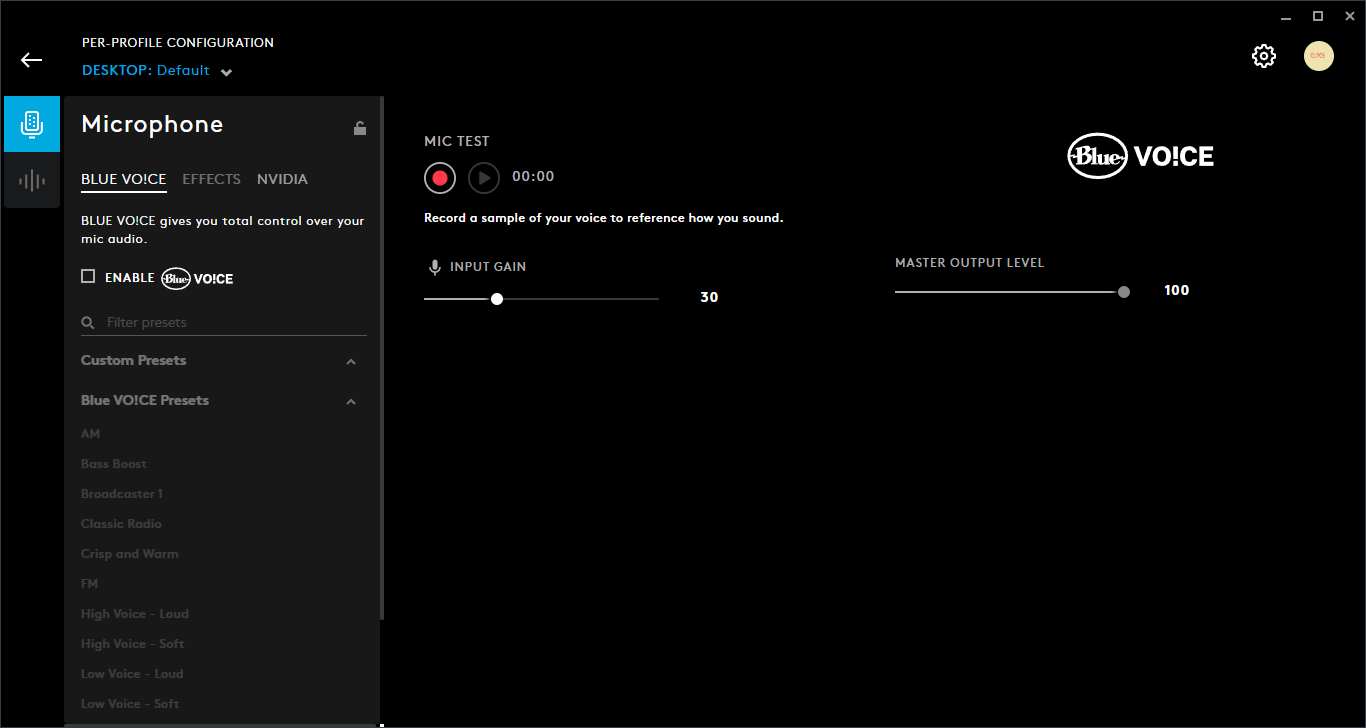 PER-PROFILE CONFIGURATION
DESKTOP: Default
Microphone
BLUE VO!CE EFFECTS NVIDIA
BLUE VO!CE gives you total control over your
mic audio.
ENABLE Blue VO!CE
Filter presets
Custom Presets
Blue VO!CE Presets
AM
Bass Boost
Broadcaster 1
Classic Radio
Crisp and Warm
FM
High Voice - Loud
High Voice - Soft
Low Voice - Loud
Low Voice - Soft
MIC TEST
00:00
Record a sample of your voice to reference how you sound.
INPUT GAIN
30
Blue VO!CE
MASTER OUTPUT LEVEL
100